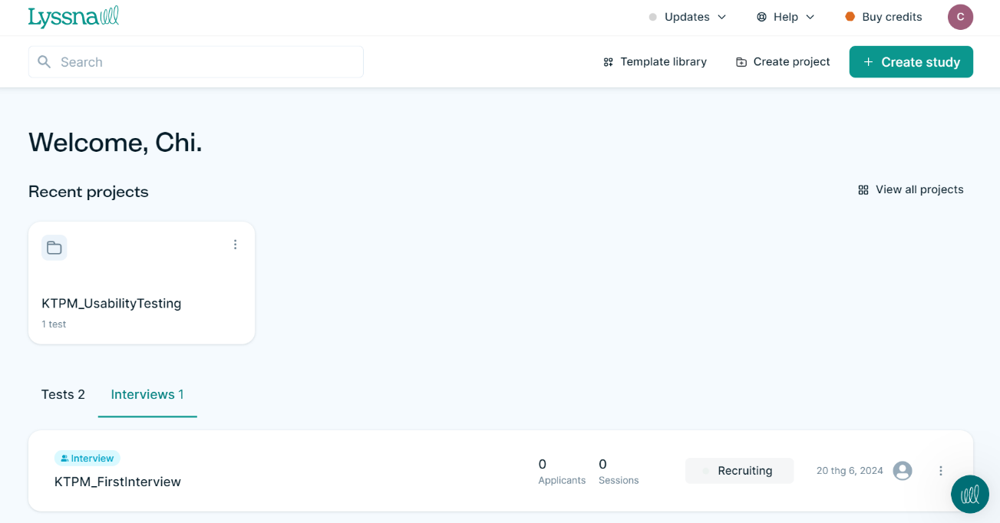 Lyssna
Updates
Help
Buy credits
C
Search
Template library
Create project
+ Create study
Welcome, Chi.
Recent projects
View all projects
KTPM_UsabilityTesting
1 test
Tests 2
Interviews 1
Interview
KTPM_FirstInterview
0
Applicants
0
Sessions
Recruiting
20 thg 6, 2024